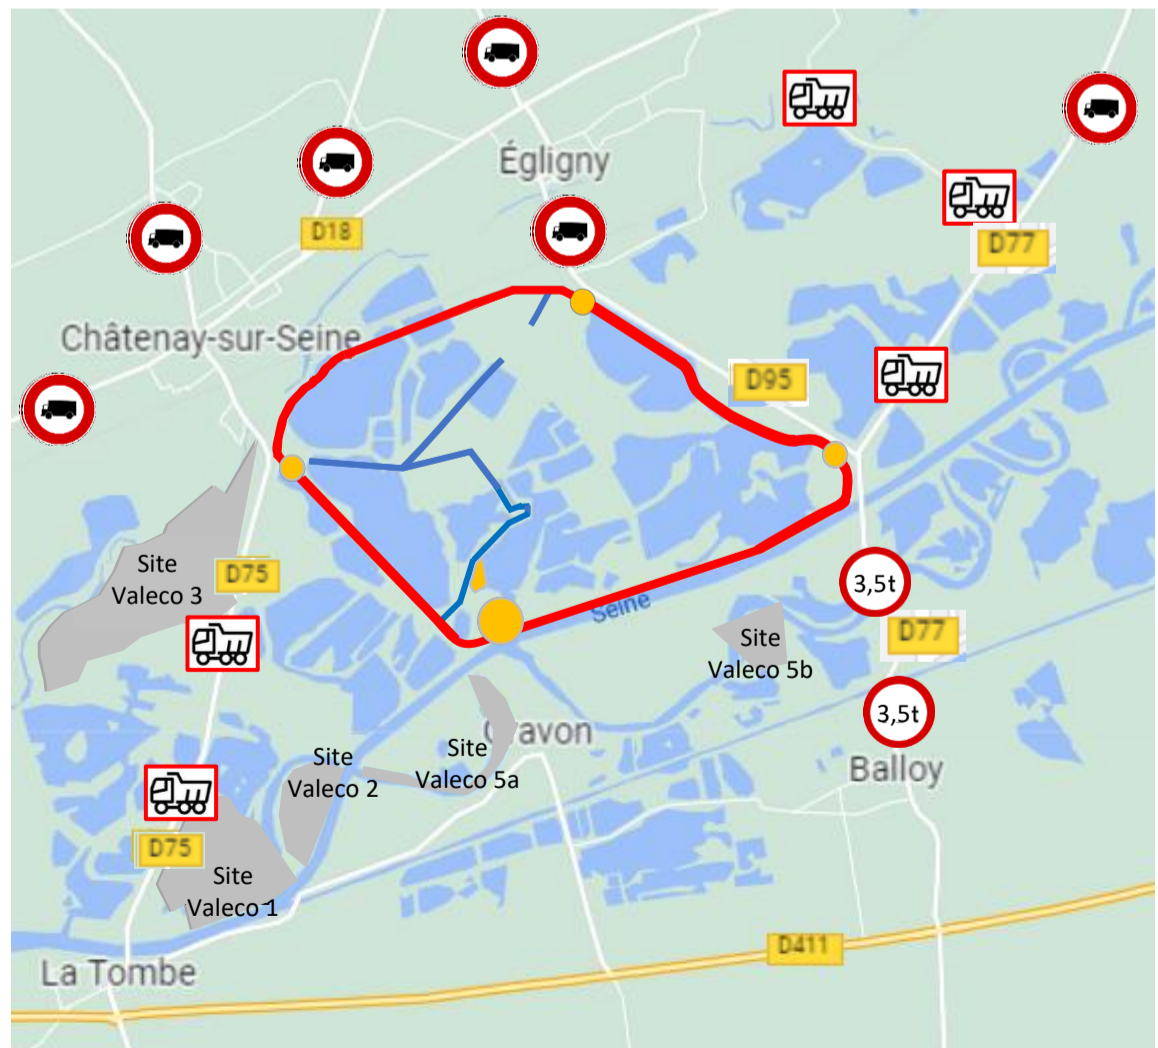 Égligny
D18
D77
Châtenay-sur-Seine
D95
Site
Valeco 3
D75
3,5t
Seine
D77
Site
Valeco 5b
3,5t
Site
Valeco 5a
Gravon
Site
Valeco 2
Balloy
D75
Site
Valeco 1
D411
La Tombe